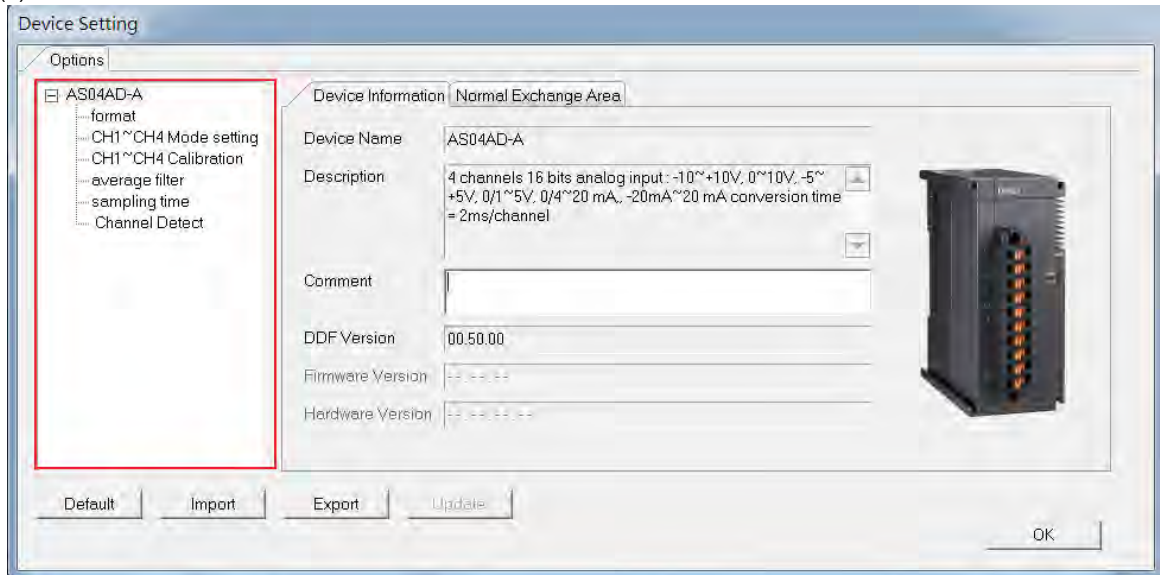 Device Setting
Options
AS04AD-A
format
CH1~CH4 Mode setting
CH1~CH4 Calibration
average filter
sampling time
Channel Detect
Device Information Normal Exchange Area
Device Name AS04AD-A
Description 4 channels 16 bits analog input : -10~+10V, 0~10V, -5~
+5V, 0/1~5V, 0/4~20 mA,, -20mA~20 mA conversion time
= 2ms/channel
Comment
DDF Version 00.50.00
Firmware Version -- -- --
Hardware Version -- -- -- --
Default Import Export Update
OK